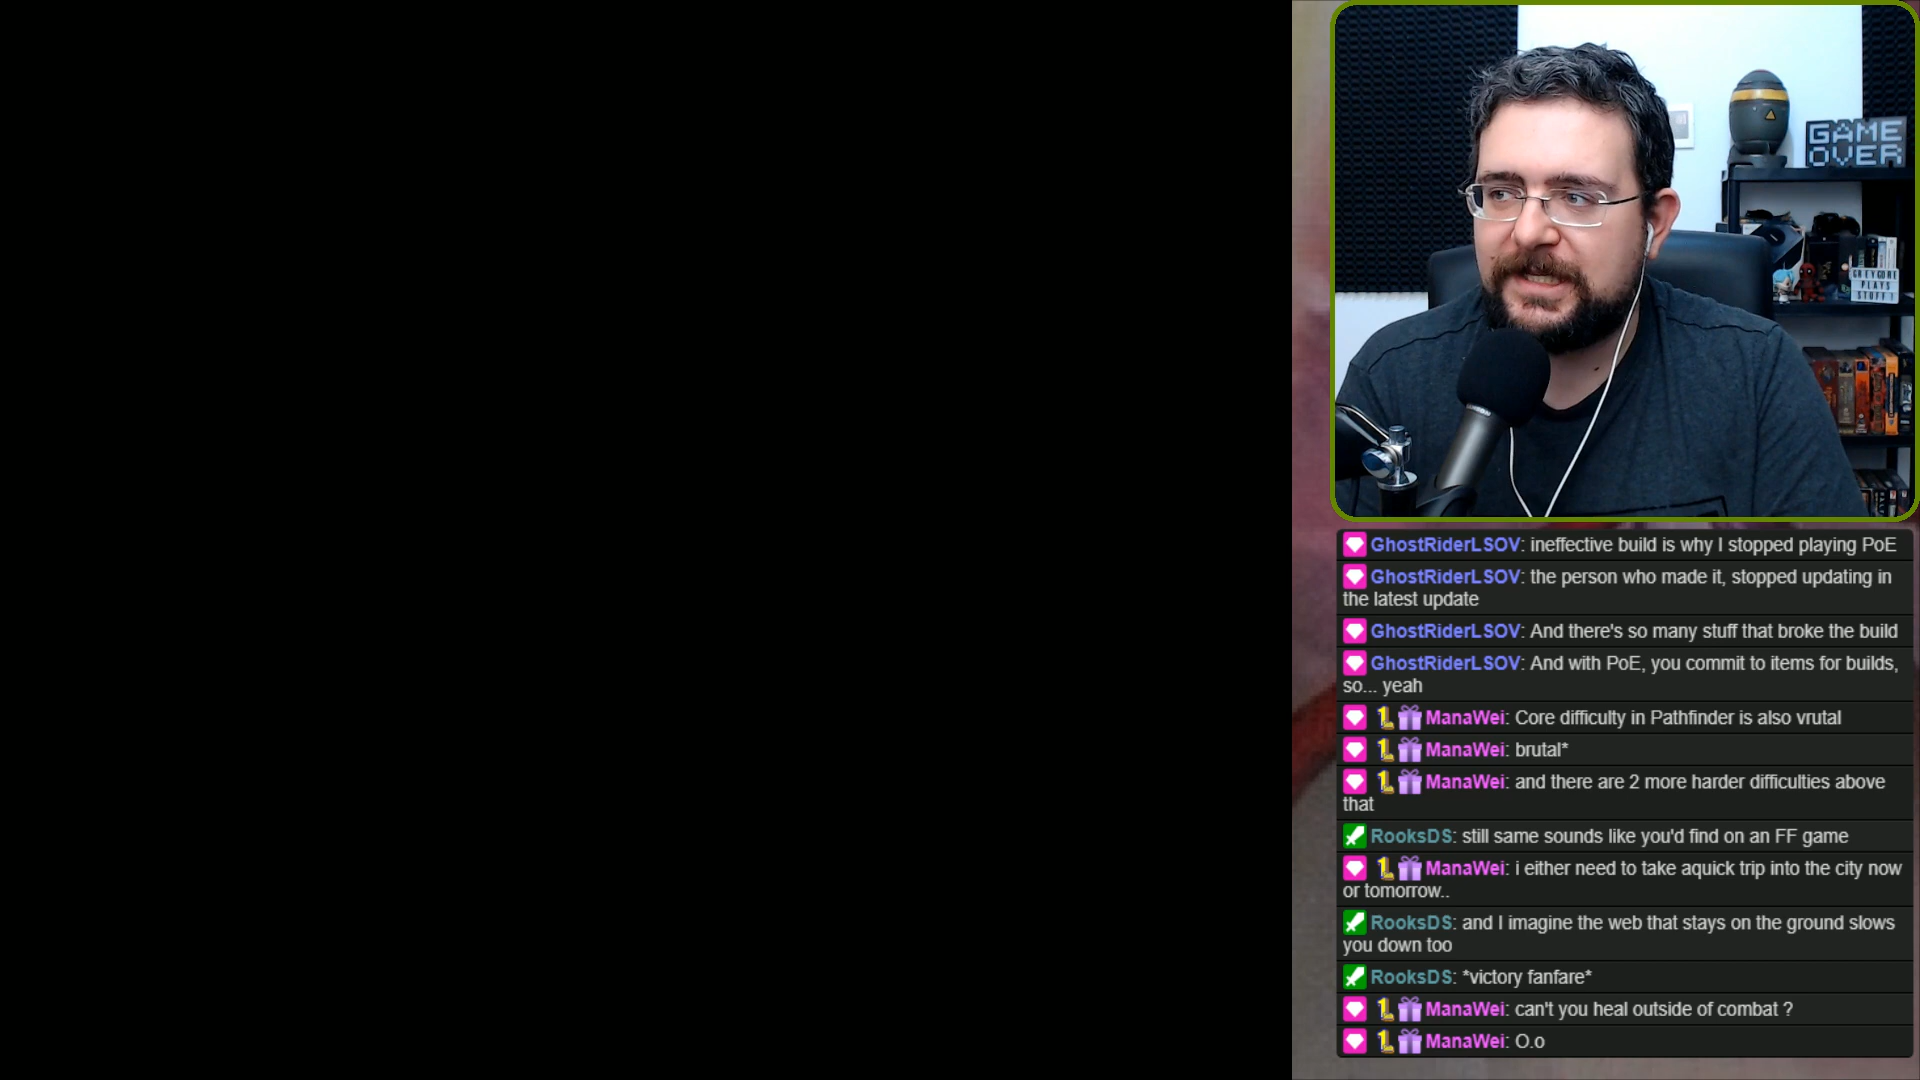 GAME
OVER
GREYGORE
PLAYS
STUFF!
GhostRiderLSOV: ineffective build is why I stopped playing PoE
GhostRiderLSOV: the person who made it, stopped updating in
the latest update
GhostRiderLSOV: And there's so many stuff that broke the build
GhostRiderLSOV: And with PoE, you commit to items for builds,
so... yeah
ManaWei: Core difficulty in Pathfinder is also vrutal
ManaWei: brutal*
ManaWei: and there are 2 more harder difficulties above
that
RooksDS: still same sounds like you'd find on an FF game
ManaWei: i either need to take aquick trip into the city now
or tomorrow..
RooksDS: and I imagine the web that stays on the ground slows
you down too
RooksDS: *victory fanfare*
ManaWei: can't you heal outside of combat ?
ManaWei: O.o